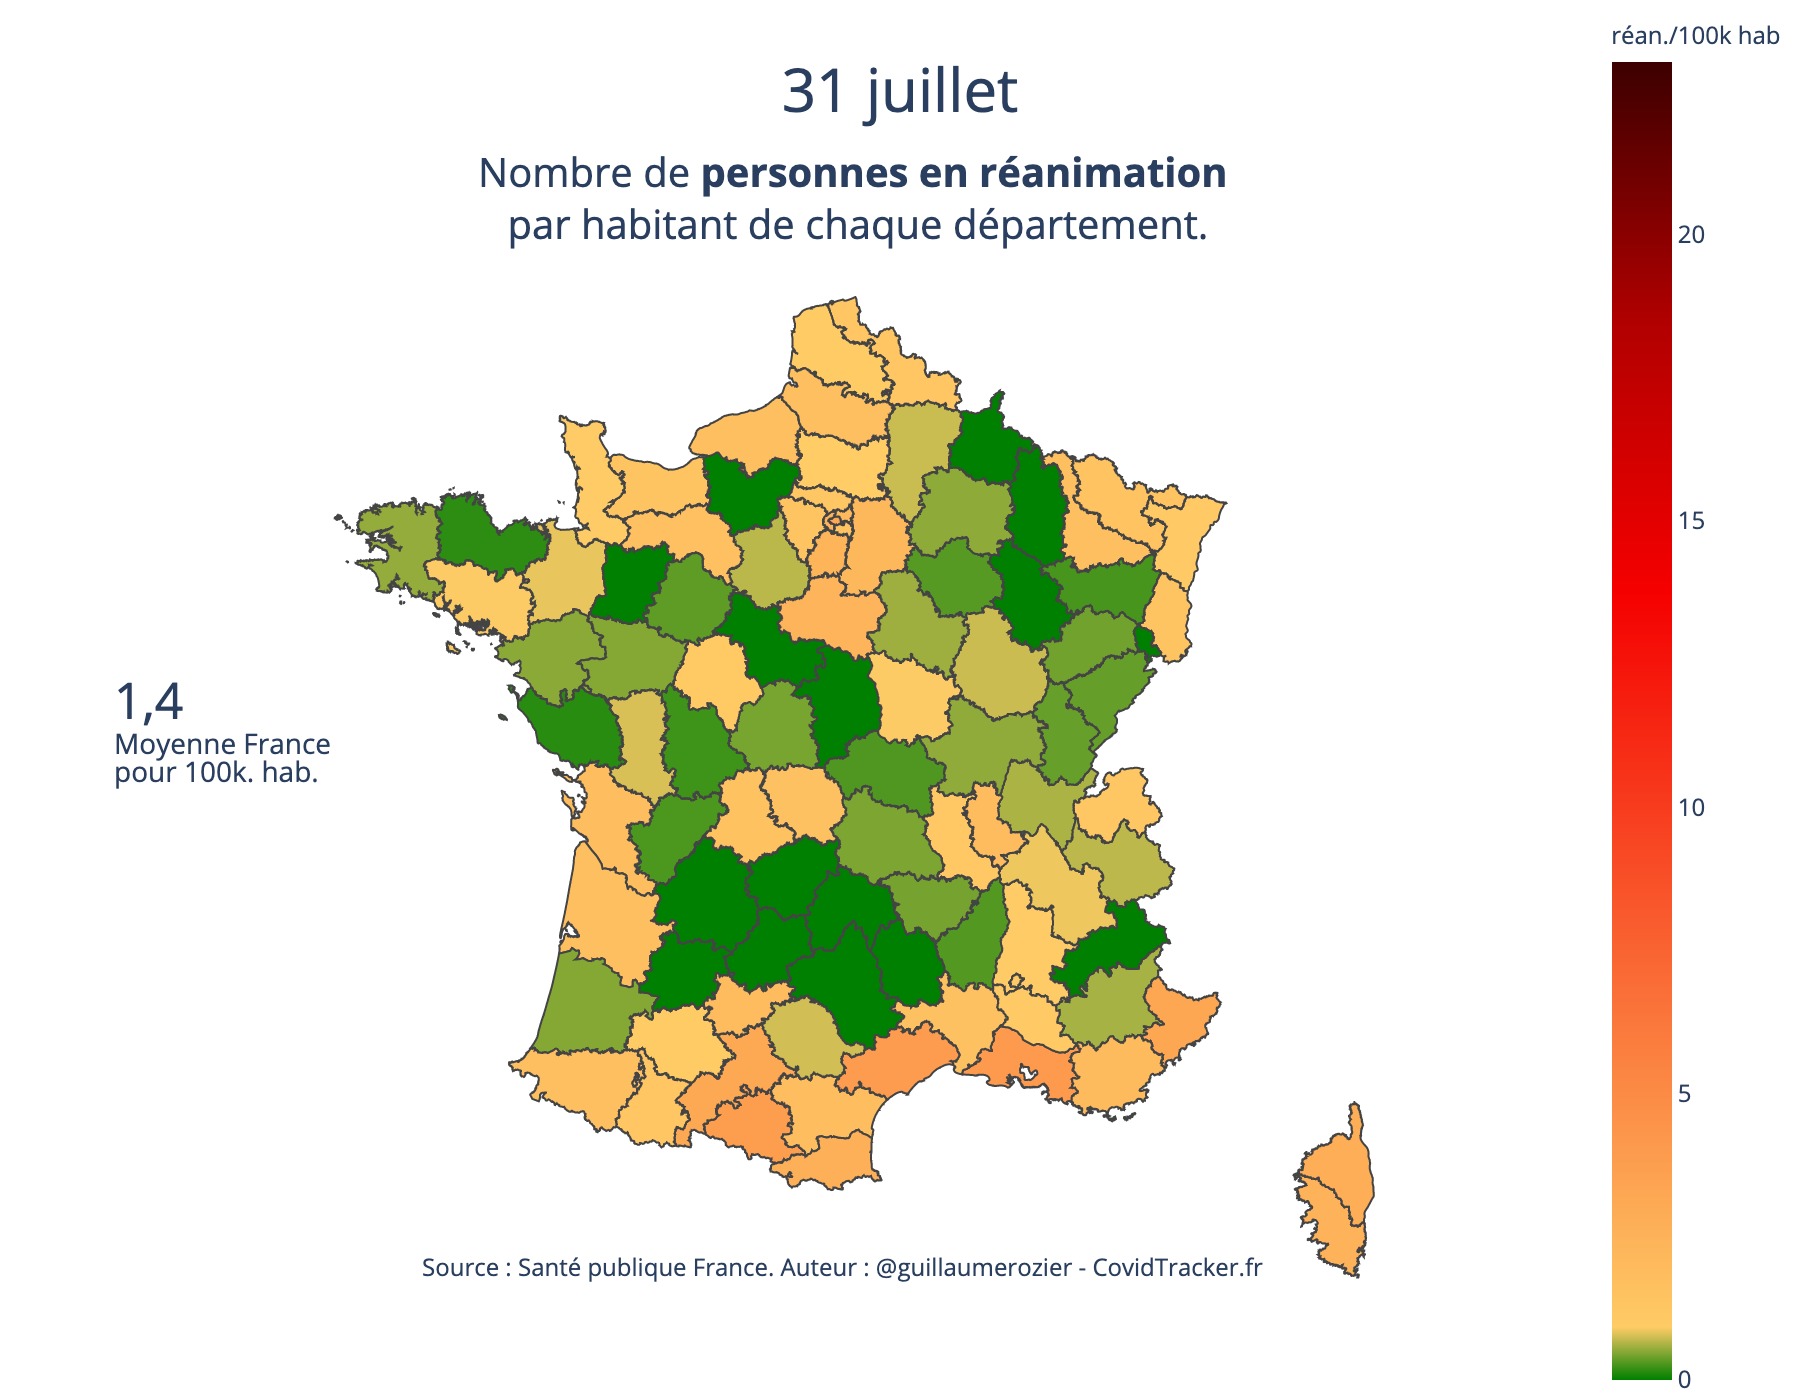 réan./100k hab
31 juillet
Nombre de personnes en réanimation
par habitant de chaque département.
20
15
1,4
Moyenne France
pour 100k. hab.
10
5
Source : Santé publique France. Auteur : @guillaumerozier - CovidTracker.fr
0